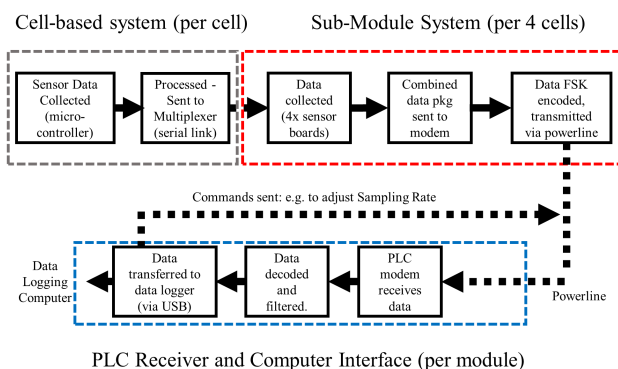 Cell-based system (per cell)
Sub-Module System (per 4 cells)
Sensor Data
Collected
(micro-
controller)
Processed -
Sent to
Multiplexer
(serial link)
Data
collected
(4x sensor
boards)
Combined
data pkg
sent to
modem
Data FSK
encoded,
transmitted
via powerline
Commands sent: e.g. to adjust Sampling Rate
Data
Logging
Computer
Data
transferred to
data logger
(via USB)
Data
decoded
and
filtered.
PLC
modem
receives
data
Powerline
PLC Receiver and Computer Interface (per module)